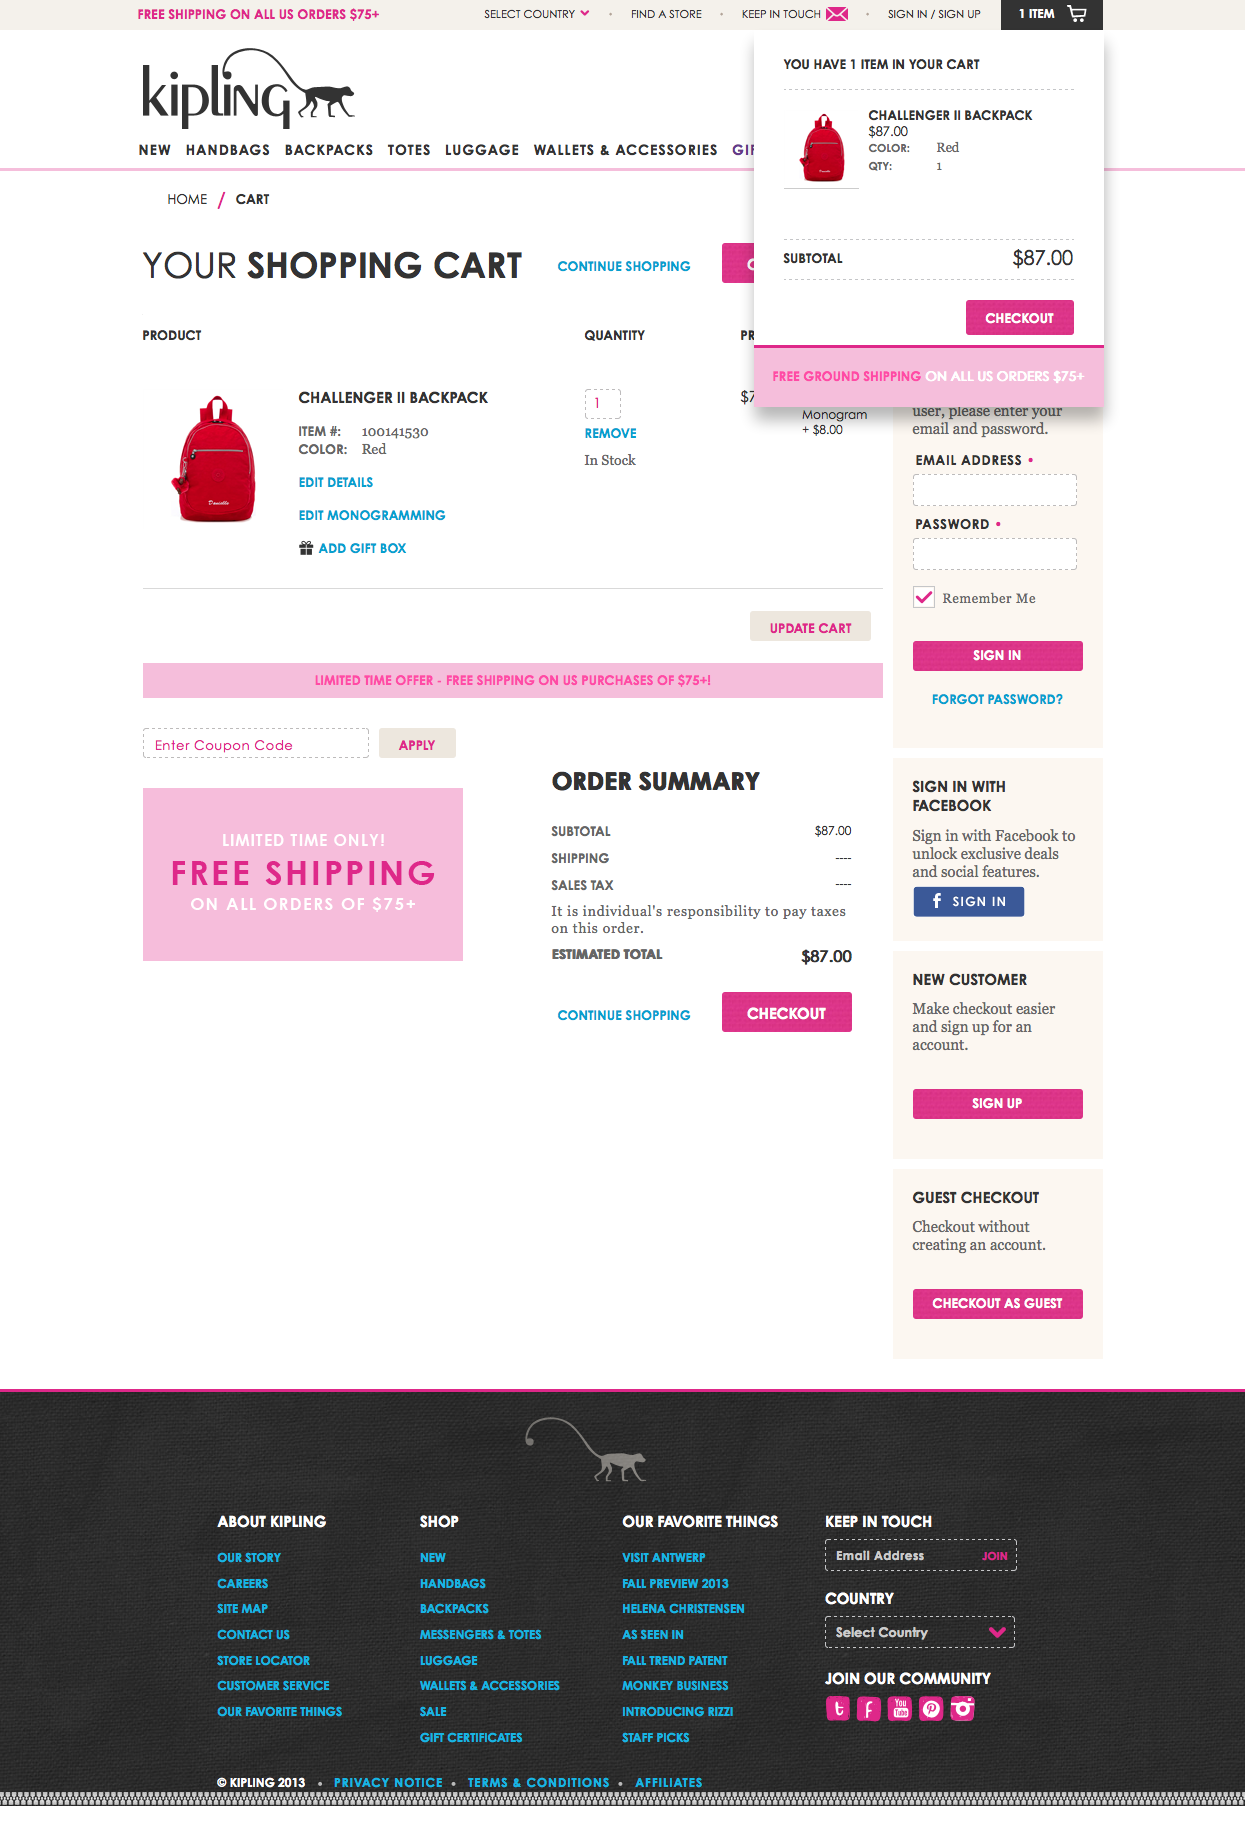 FREE SHIPPING ON ALL US ORDERS $75+
SELECT COUNTRY • FIND A STORE • KEEP IN TOUCH • SIGN IN / SIGN UP
1 ITEM
kipling
NEW HANDBAGS BACKPACKS TOTES LUGGAGE WALLETS & ACCESSORIES
YOU HAVE 1 ITEM IN YOUR CART
CHALLENGER II BACKPACK
$87.00
COLOR: Red
QTY: 1
SUBTOTAL $87.00
CHECKOUT
FREE GROUND SHIPPING ON ALL US ORDERS $75+
HOME / CART
YOUR SHOPPING CART
CONTINUE SHOPPING
PRODUCT QUANTITY
CHALLENGER II BACKPACK
ITEM #: 100141530
COLOR: Red
EDIT DETAILS
EDIT MONOGRAMMING
ADD GIFT BOX
Danielle
1
REMOVE
In Stock
Monogram
+ $8.00
UPDATE CART
LIMITED TIME OFFER - FREE SHIPPING ON US PURCHASES OF $75+!
Enter Coupon Code
APPLY
LIMITED TIME ONLY!
FREE SHIPPING
ON ALL ORDERS OF $75+
ORDER SUMMARY
SUBTOTAL $87.00
SHIPPING ----
SALES TAX ----
It is individual's responsibility to pay taxes
on this order.
ESTIMATED TOTAL $87.00
CONTINUE SHOPPING
CHECKOUT
user, please enter your
email and password.
EMAIL ADDRESS •
PASSWORD •
Remember Me
SIGN IN
FORGOT PASSWORD?
SIGN IN WITH
FACEBOOK
Sign in with Facebook to
unlock exclusive deals
and social features.
f SIGN IN
NEW CUSTOMER
Make checkout easier
and sign up for an
account.
SIGN UP
GUEST CHECKOUT
Checkout without
creating an account.
CHECKOUT AS GUEST
ABOUT KIPLING
OUR STORY
CAREERS
SITE MAP
CONTACT US
STORE LOCATOR
CUSTOMER SERVICE
OUR FAVORITE THINGS
SHOP
NEW
HANDBAGS
BACKPACKS
MESSENGERS & TOTES
LUGGAGE
WALLETS & ACCESSORIES
SALE
GIFT CERTIFICATES
OUR FAVORITE THINGS
VISIT ANTWERP
FALL PREVIEW 2013
HELENA CHRISTENSEN
AS SEEN IN
FALL TREND PATENT
MONKEY BUSINESS
INTRODUCING RIZZI
STAFF PICKS
KEEP IN TOUCH
Email Address JOIN
COUNTRY
Select Country
JOIN OUR COMMUNITY
t f You Tube
© KIPLING 2013 • PRIVACY NOTICE • TERMS & CONDITIONS • AFFILIATES